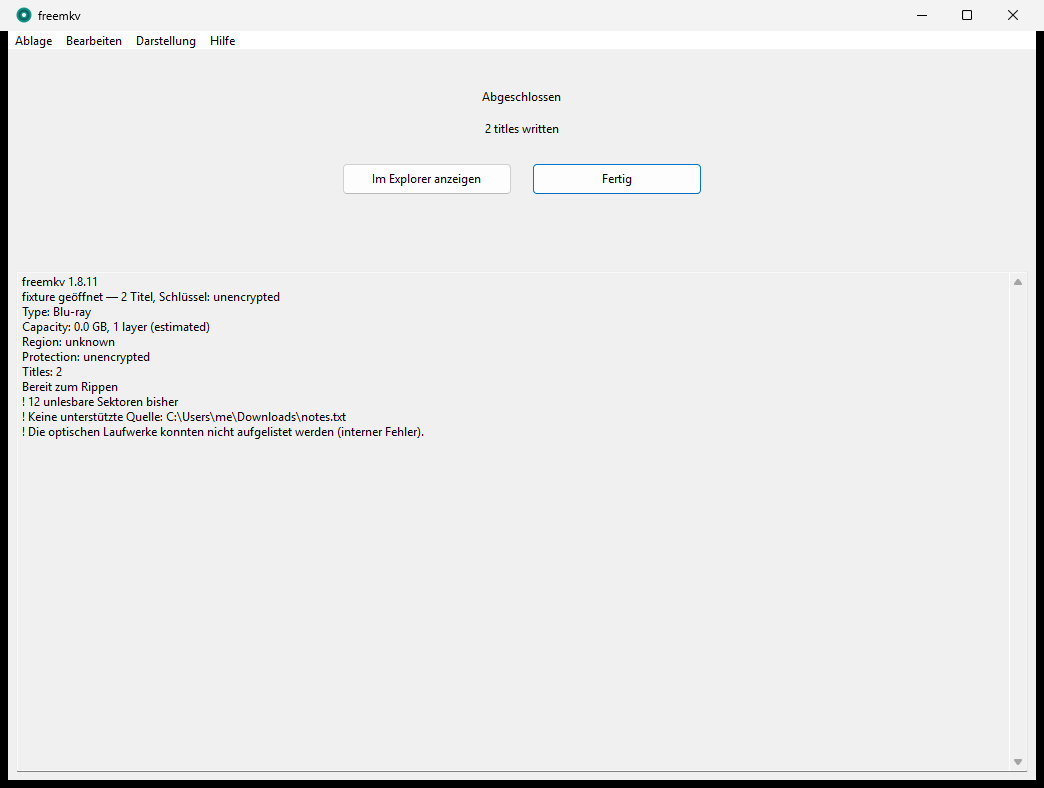 freemkv
Ablage Bearbeiten Darstellung Hilfe
Abgeschlossen
2 titles written
Im Explorer anzeigen Fertig
freemkv 1.8.11
fixture geöffnet — 2 Titel, Schlüssel: unencrypted
Type: Blu-ray
Capacity: 0.0 GB, 1 layer (estimated)
Region: unknown
Protection: unencrypted
Titles: 2
Bereit zum Rippen
! 12 unlesbare Sektoren bisher
! Keine unterstützte Quelle: C:\Users\me\Downloads\notes.txt
! Die optischen Laufwerke konnten nicht aufgelistet werden (interner Fehler).